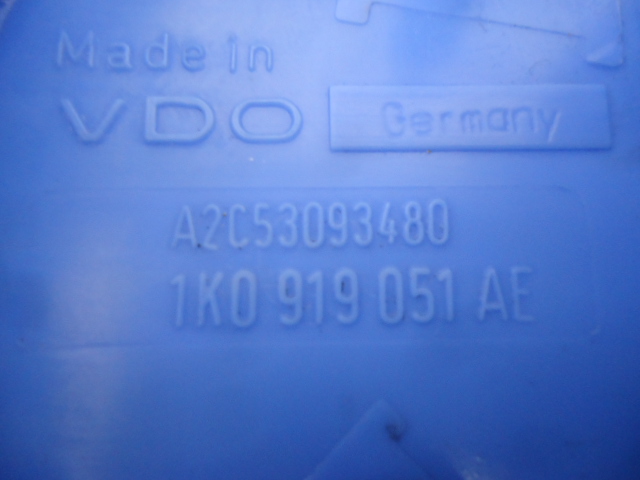 Made in
VDO Germany
A2C53093480
1K0 919 051 AE